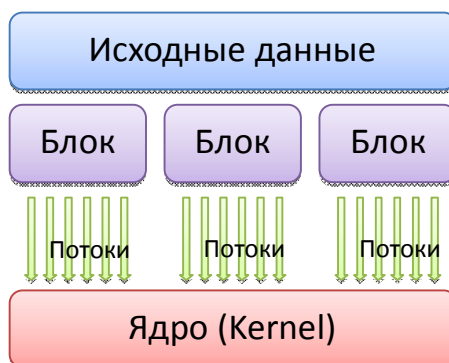 Исходные данные
Блок Блок Блок
Потоки Потоки Потоки
Ядро (Kernel)